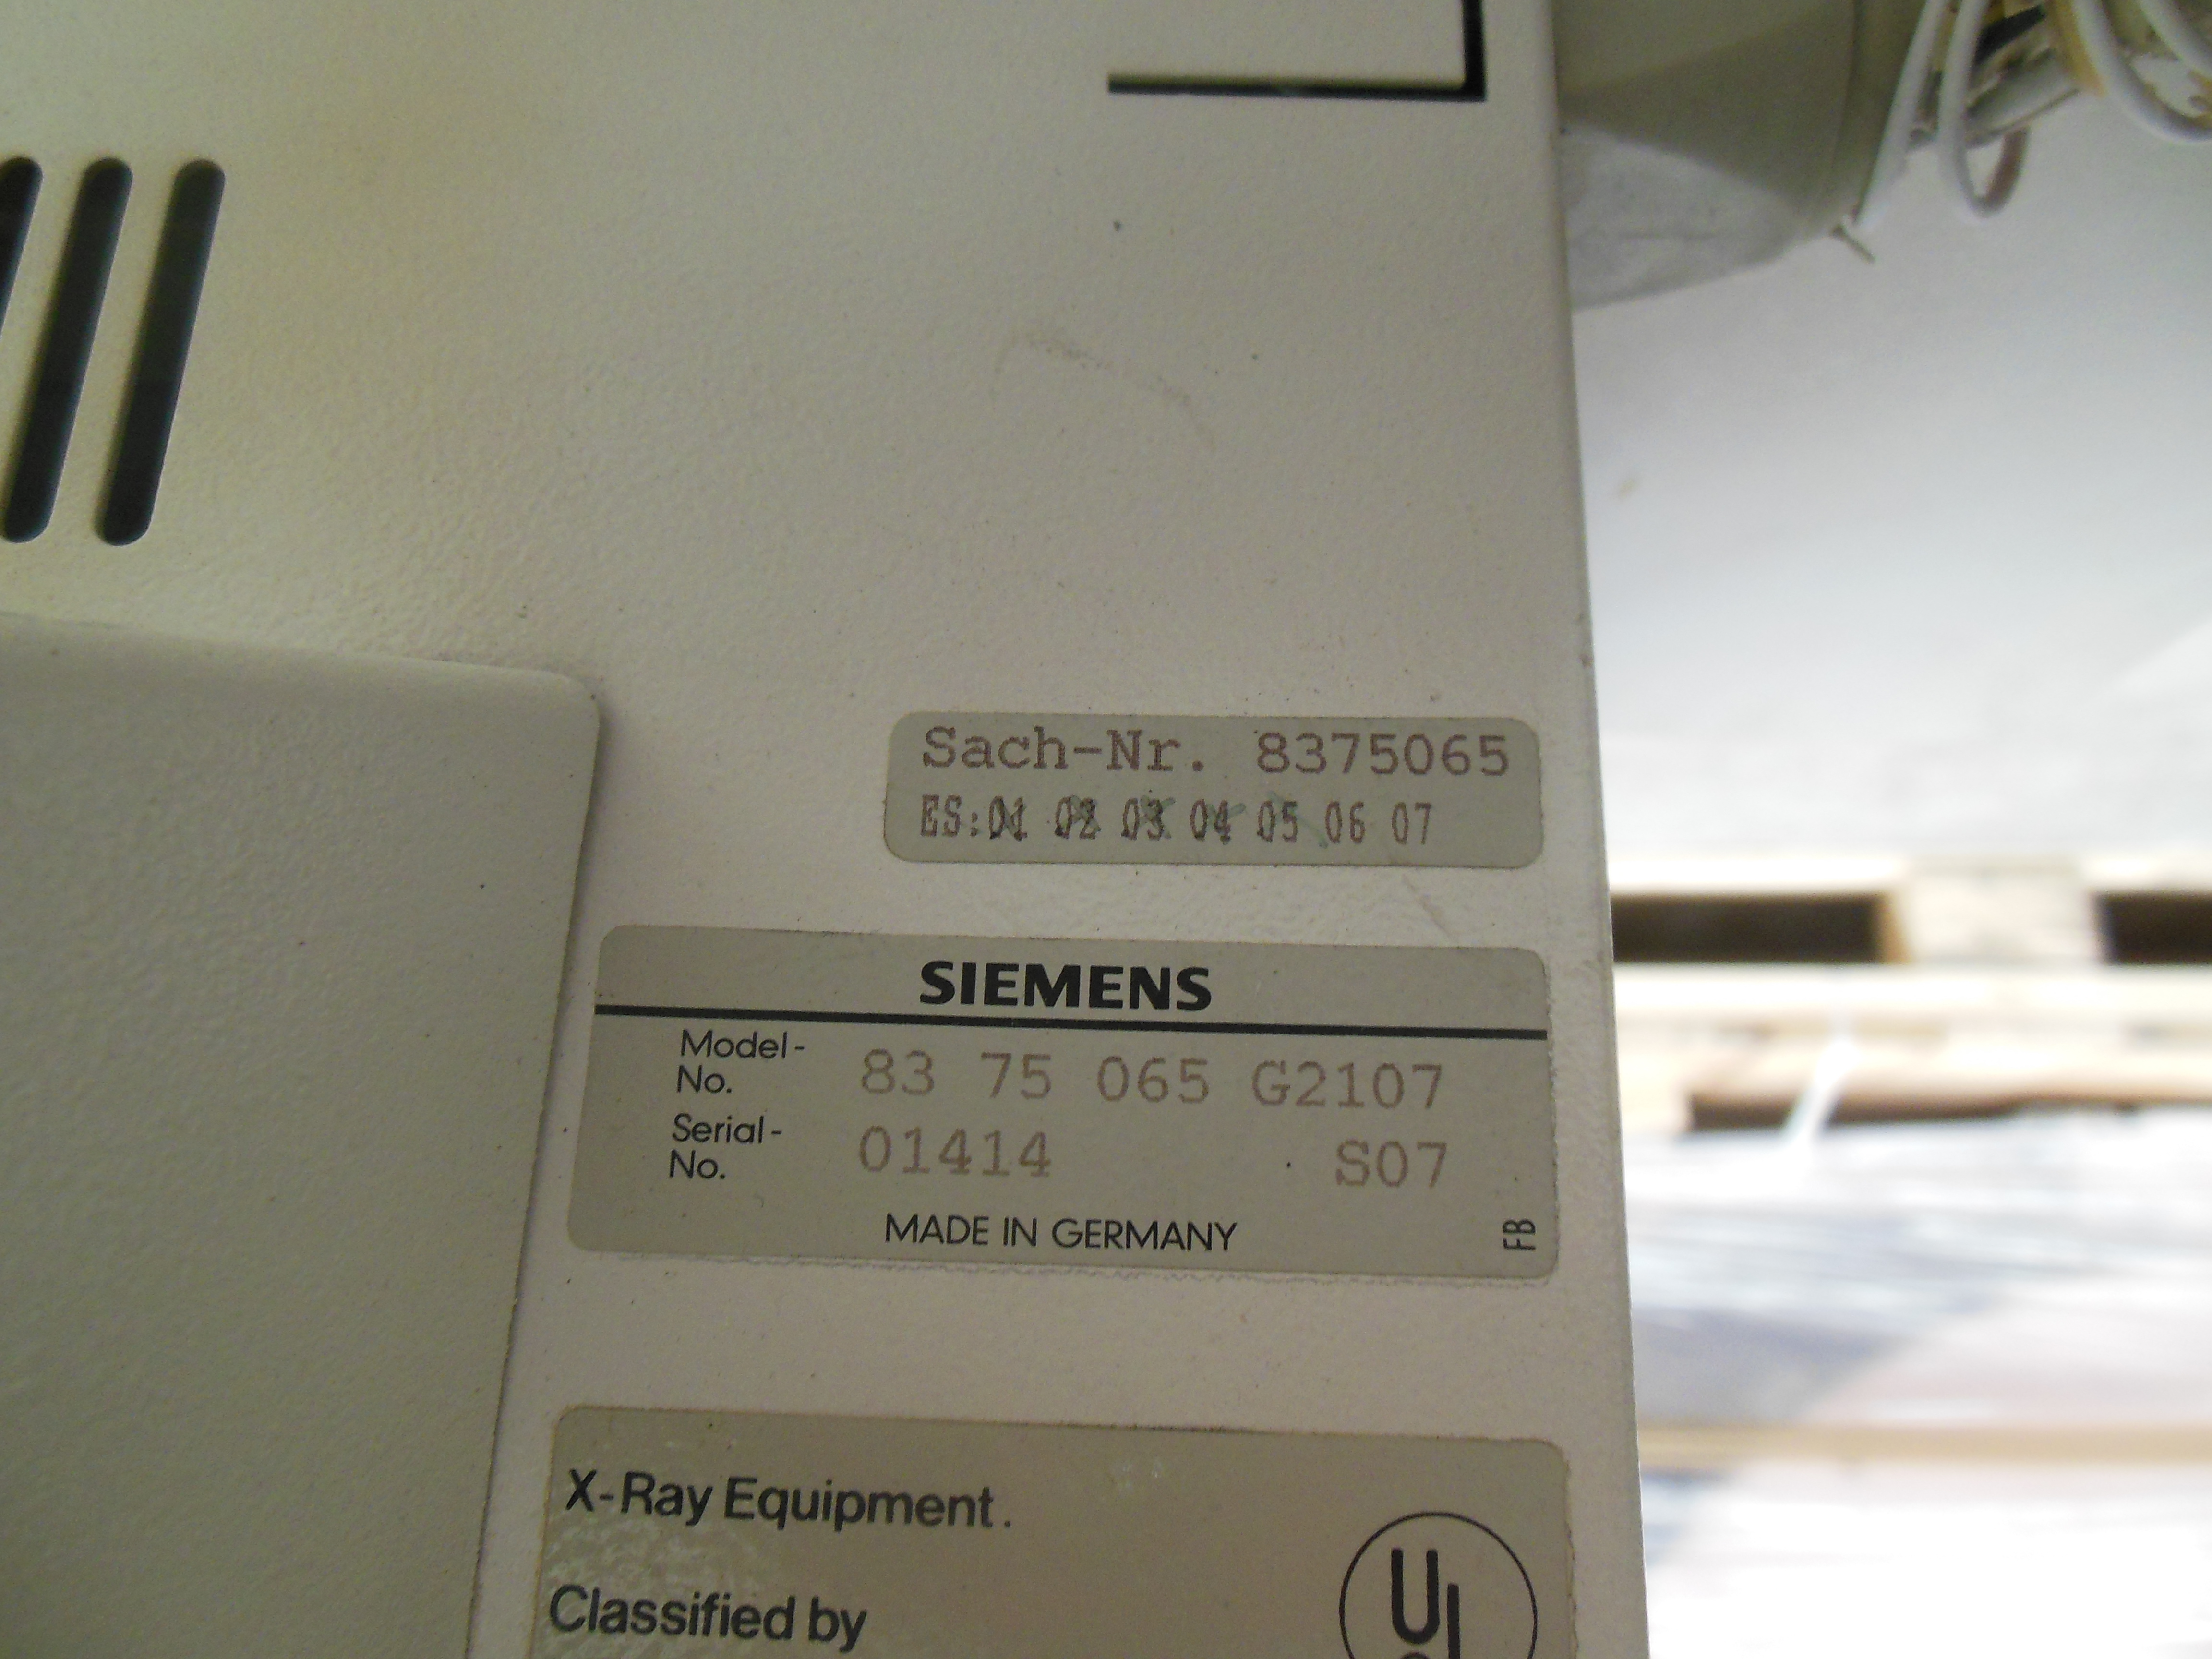 Sach-Nr. 8375065
ES:01 02 03 04 05 06 07
SIEMENS
Model-
No. 83 75 065 G2107
Serial-
No. 01414 S07
MADE IN GERMANY
FB
X-Ray Equipment.
Classified by
UL